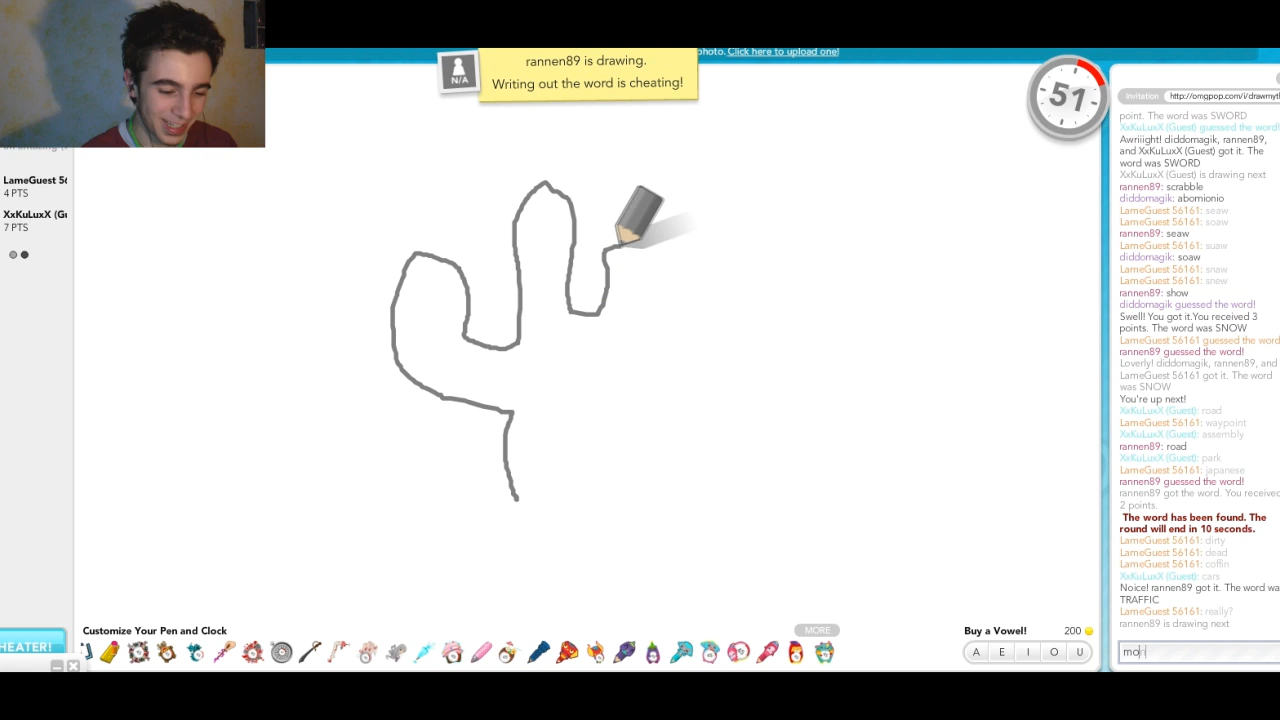 photo. Click here to upload one!
rannen89 is drawing.
Writing out the word is cheating!
N/A
51
Invitation http://omgpop.com/i/drawmyth
LameGuest 56
4 PTS
XxKuLuxX (Gu
7 PTS
point. The word was SWORD
XxKuLuxX (Guest) guessed the word!
Awriiight! diddomagik, rannen89,
and XxKuLuxX (Guest) got it. The
word was SWORD
XxKuLuxX (Guest) is drawing next
rannen89: scrabble
diddomagik: abomionio
LameGuest 56161: seaw
LameGuest 56161: soaw
rannen89: seaw
LameGuest 56161: suaw
diddomagik: soaw
LameGuest 56161: snaw
LameGuest 56161: snew
rannen89: show
diddomagik guessed the word!
Swell! You got it.You received 3
points. The word was SNOW
LameGuest 56161 guessed the word
rannen89 guessed the word!
Loverly! diddomagik, rannen89, and
LameGuest 56161 got it. The word
was SNOW
You're up next!
XxKuLuxX (Guest): road
LameGuest 56161: waypoint
XxKuLuxX (Guest): assembly
rannen89: road
XxKuLuxX (Guest): park
LameGuest 56161: japanese
rannen89 guessed the word!
rannen89 got the word. You received
2 points.
The word has been found. The
round will end in 10 seconds.
LameGuest 56161: dirty
LameGuest 56161: dead
LameGuest 56161: coffin
XxKuLuxX (Guest): cars
Noice! rannen89 got it. The word wa
TRAFFIC
LameGuest 56161: really?
rannen89 is drawing next
mo
Customize Your Pen and Clock
MORE
Buy a Vowel! 200
A E I O U
HEATER!